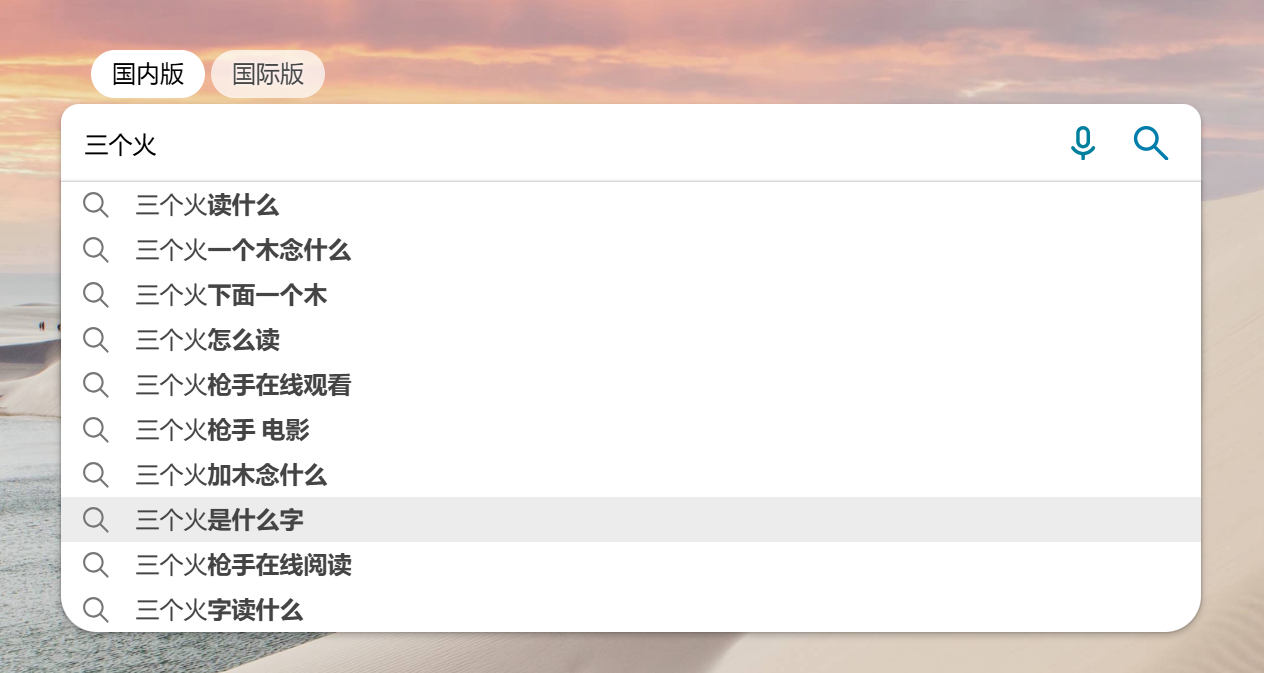 国内版 国际版
三个火
三个火读什么
三个火一个木念什么
三个火下面一个木
三个火怎么读
三个火枪手在线观看
三个火枪手 电影
三个火加木念什么
三个火是什么字
三个火枪手在线阅读
三个火字读什么